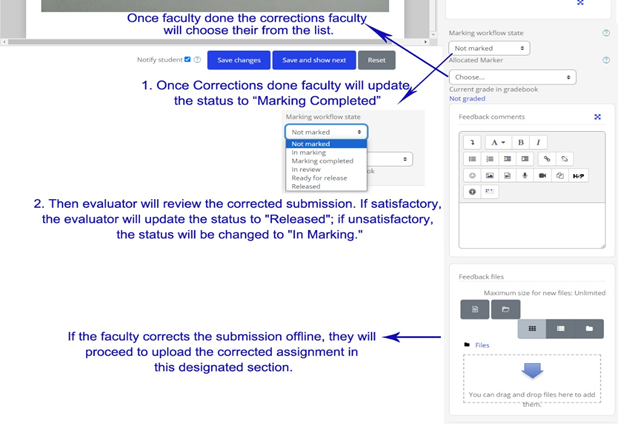 Once faculty done the corrections faculty
will choose their from the list.
Marking workflow state
Not marked
Allocated Marker
Choose...
Current grade in gradebook
Not graded
Notify student
Save changes
Save and show next
Reset
1. Once Corrections done faculty will update
the status to “Marking Completed”
Marking workflow state
Not marked
Not marked
In marking
Marking completed
In review
Ready for release
Released
ok
2. Then evaluator will review the corrected submission. If satisfactory,
the evaluator will update the status to "Released"; if unsatisfactory,
the status will be changed to "In Marking."
Feedback comments
A
B
I
H-P
Feedback files
Maximum size for new files: Unlimited
Files
You can drag and drop files here to add
them.
If the faculty corrects the submission offline, they will
proceed to upload the corrected assignment in
this designated section.